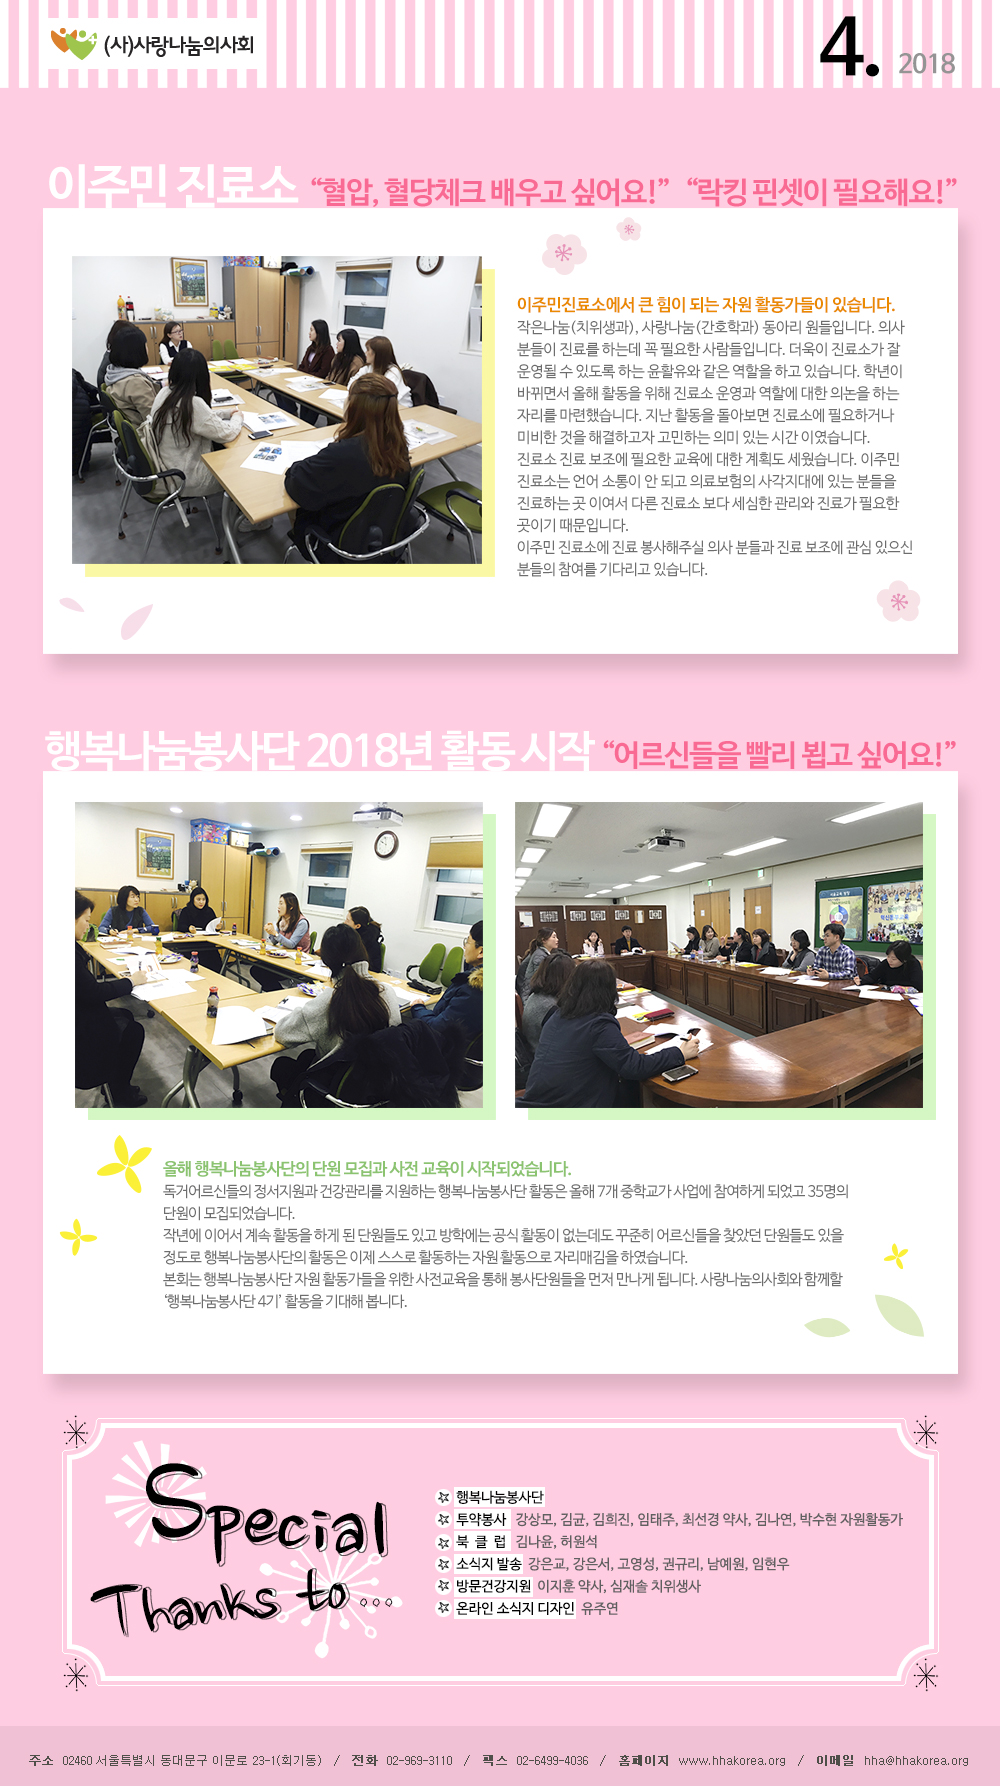 (사)사랑나눔의사회
4. 2018
이주민 진료소 “혈압, 혈당체크 배우고 싶어요!” “락킹 핀셋이 필요해요!”
이주민진료소에서 큰 힘이 되는 자원 활동가들이 있습니다.
작은나눔(치위생과), 사랑나눔(간호학과) 동아리 원들입니다. 의사
분들이 진료를 하는데 꼭 필요한 사람들입니다. 더욱이 진료소가 잘
운영될 수 있도록 하는 윤활유와 같은 역할을 하고 있습니다. 학년이
바뀌면서 올해 활동을 위해 진료소 운영과 역할에 대한 의논을 하는
자리를 마련했습니다. 지난 활동을 돌아보면 진료소에 필요하거나
미비한 것을 해결하고자 고민하는 의미 있는 시간 이였습니다.
진료소 진료 보조에 필요한 교육에 대한 계획도 세웠습니다. 이주민
진료소는 언어 소통이 안 되고 의료보험의 사각지대에 있는 분들을
진료하는 곳 이여서 다른 진료소 보다 세심한 관리와 진료가 필요한
곳이기 때문입니다.
이주민 진료소에 진료 봉사해주실 의사 분들과 진료 보조에 관심 있으신
분들의 참여를 기다리고 있습니다.
행복나눔봉사단 2018년 활동 시작 “어르신들을 빨리 뵙고 싶어요!”
올해 행복나눔봉사단의 단원 모집과 사전 교육이 시작되었습니다.
독거어르신들의 정서지원과 건강관리를 지원하는 행복나눔봉사단 활동은 올해 7개 중학교가 사업에 참여하게 되었고 35명의
단원이 모집되었습니다.
작년에 이어서 계속 활동을 하게 된 단원들도 있고 방학에는 공식 활동이 없는데도 꾸준히 어르신들을 찾았던 단원들도 있을
정도로 행복나눔봉사단의 활동은 이제 스스로 활동하는 자원 활동으로 자리매김을 하였습니다.
본회는 행복나눔봉사단 자원 활동가들을 위한 사전교육을 통해 봉사단원들을 먼저 만나게 됩니다. 사랑나눔의사회와 함께할
‘행복나눔봉사단 4기’ 활동을 기대해 봅니다.
Special
Thanks to ...
행복나눔봉사단
투약봉사 강상모, 김균, 김희진, 임태주, 최선경 약사, 김나연, 박수현 자원활동가
북 클 럽 김나윤, 허원석
소식지 발송 강은교, 강은서, 고영성, 권규리, 남예원, 임현우
방문건강지원 이지훈 약사, 심재솔 치위생사
온라인 소식지 디자인 유주연
주소 02460 서울특별시 동대문구 이문로 23-1(회기동) / 전화 02-969-3110 / 팩스 02-6499-4036 / 홈페이지 www.hhakorea.org / 이메일 hha@hhakorea.org